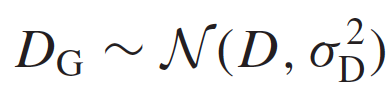 D_G ~ 𝒩(D, σ_D^2)